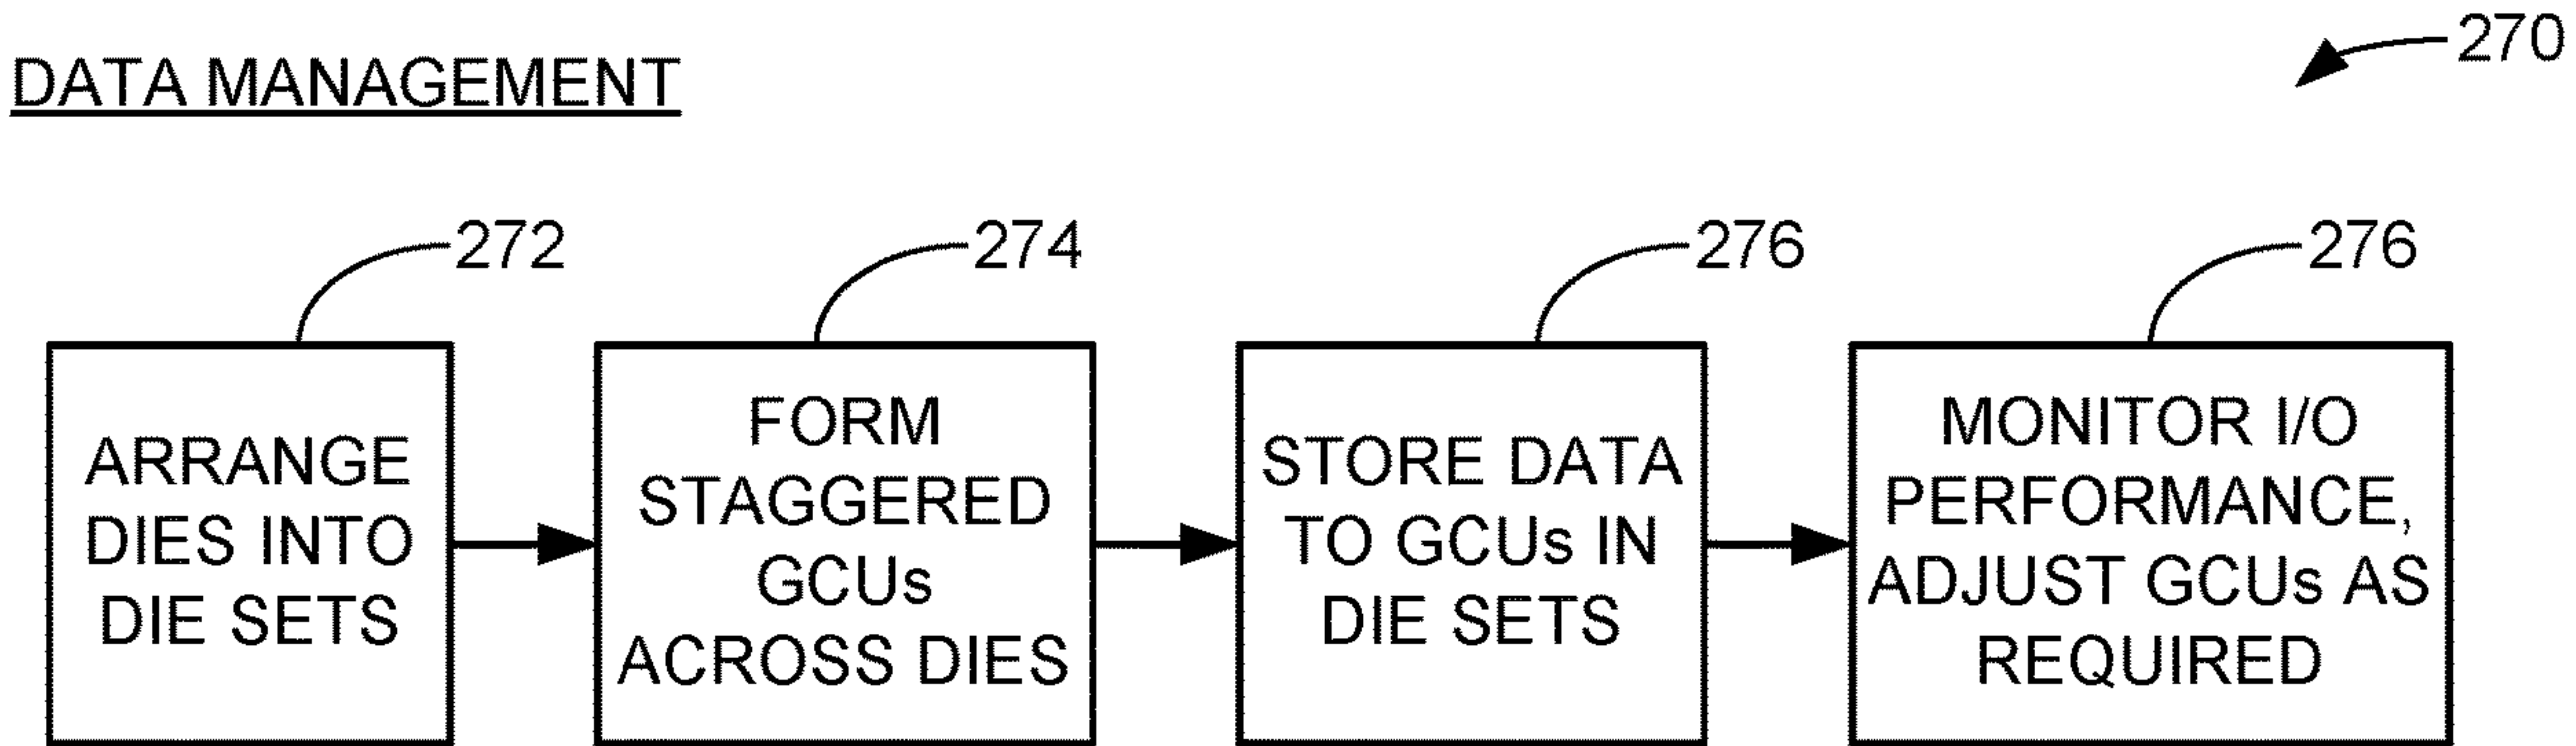 DATA MANAGEMENT
270
272
274
276
276
ARRANGE
DIES INTO
DIE SETS
FORM
STAGGERED
GCUs
ACROSS DIES
STORE DATA
TO GCUs IN
DIE SETS
MONITOR I/O
PERFORMANCE,
ADJUST GCUs AS
REQUIRED